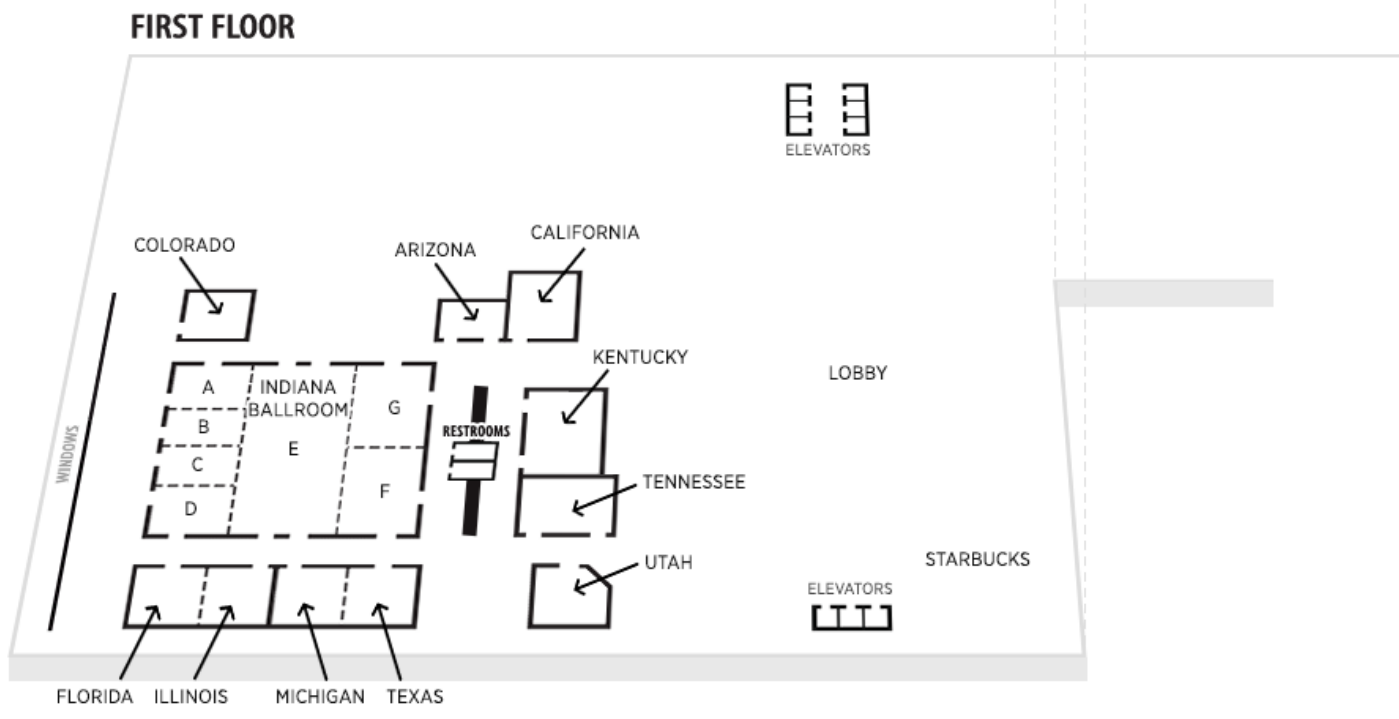 FIRST FLOOR
ELEVATORS
COLORADO
ARIZONA
CALIFORNIA
KENTUCKY
LOBBY
A
INDIANA
BALLROOM
G
B
RESTROOMS
WINDOWS
E
C
TENNESSEE
F
D
UTAH
STARBUCKS
ELEVATORS
FLORIDA
ILLINOIS
MICHIGAN
TEXAS